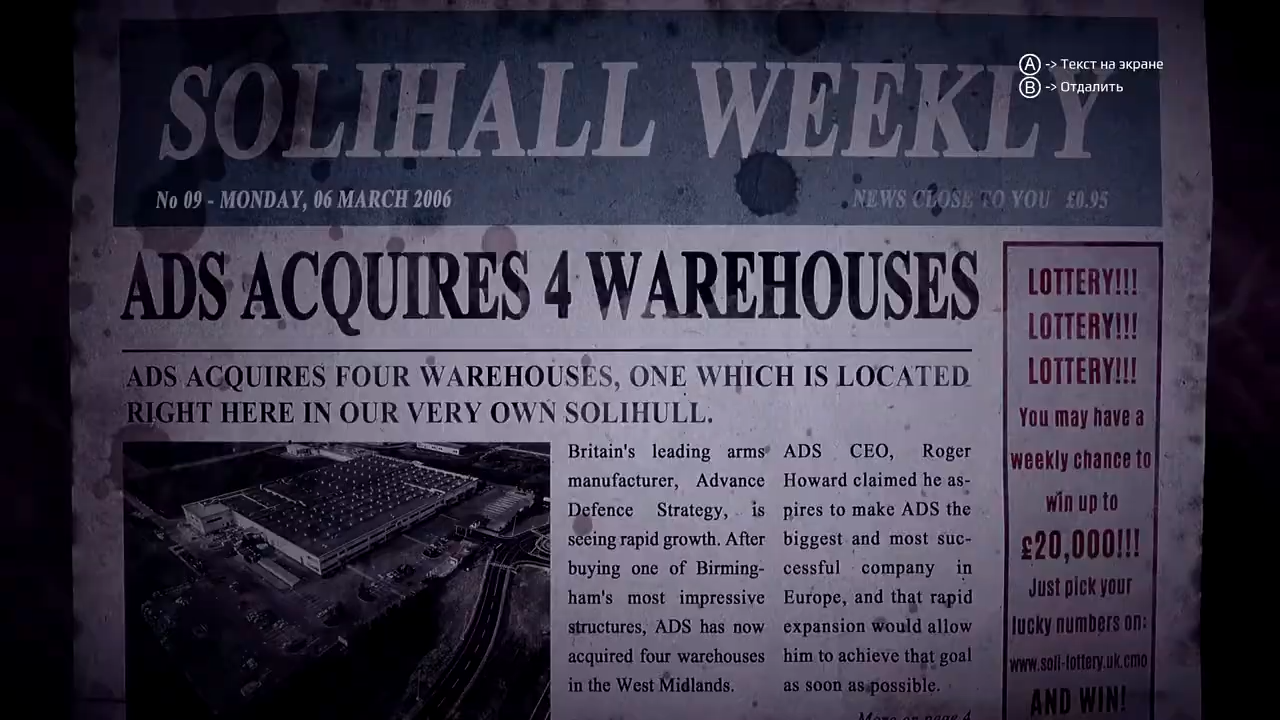 SOLIHALL WEEKLY
Ⓐ -> Текст на экране
Ⓑ -> Отдалить
No 09 - MONDAY, 06 MARCH 2006
NEWS CLOSE TO YOU £0.95
ADS ACQUIRES 4 WAREHOUSES
ADS ACQUIRES FOUR WAREHOUSES, ONE WHICH IS LOCATED
RIGHT HERE IN OUR VERY OWN SOLIHULL.
Britain's leading arms
manufacturer, Advance
Defence Strategy, is
seeing rapid growth. After
buying one of Birming-
ham's most impressive
structures, ADS has now
acquired four warehouses
in the West Midlands.
ADS CEO, Roger
Howard claimed he as-
pires to make ADS the
biggest and most suc-
cessful company in
Europe, and that rapid
expansion would allow
him to achieve that goal
as soon as possible.
More on page 4
LOTTERY!!!
LOTTERY!!!
LOTTERY!!!
You may have a
weekly chance to
win up to
£20,000!!!
Just pick your
lucky numbers on:
www.soli-lottery.uk.cmo
AND WIN!